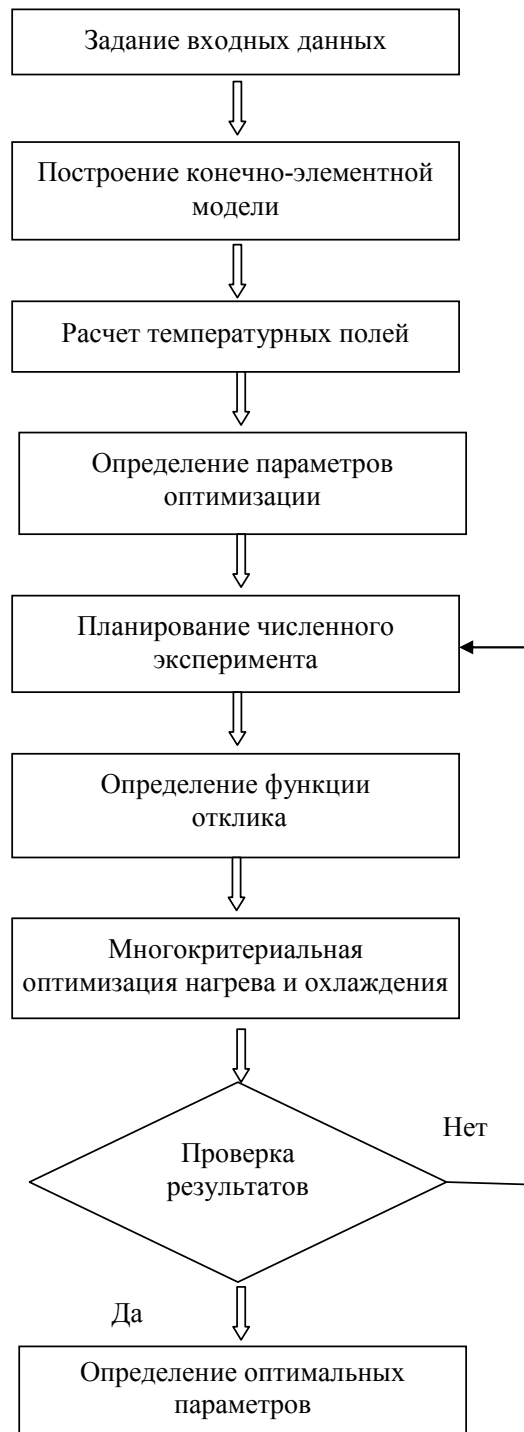 Задание входных данных
Построение конечно-элементной
модели
Расчет температурных полей
Определение параметров
оптимизации
Планирование численного
эксперимента
Определение функции
отклика
Многокритериальная
оптимизация нагрева и охлаждения
Нет
Проверка
результатов
Да
Определение оптимальных
параметров